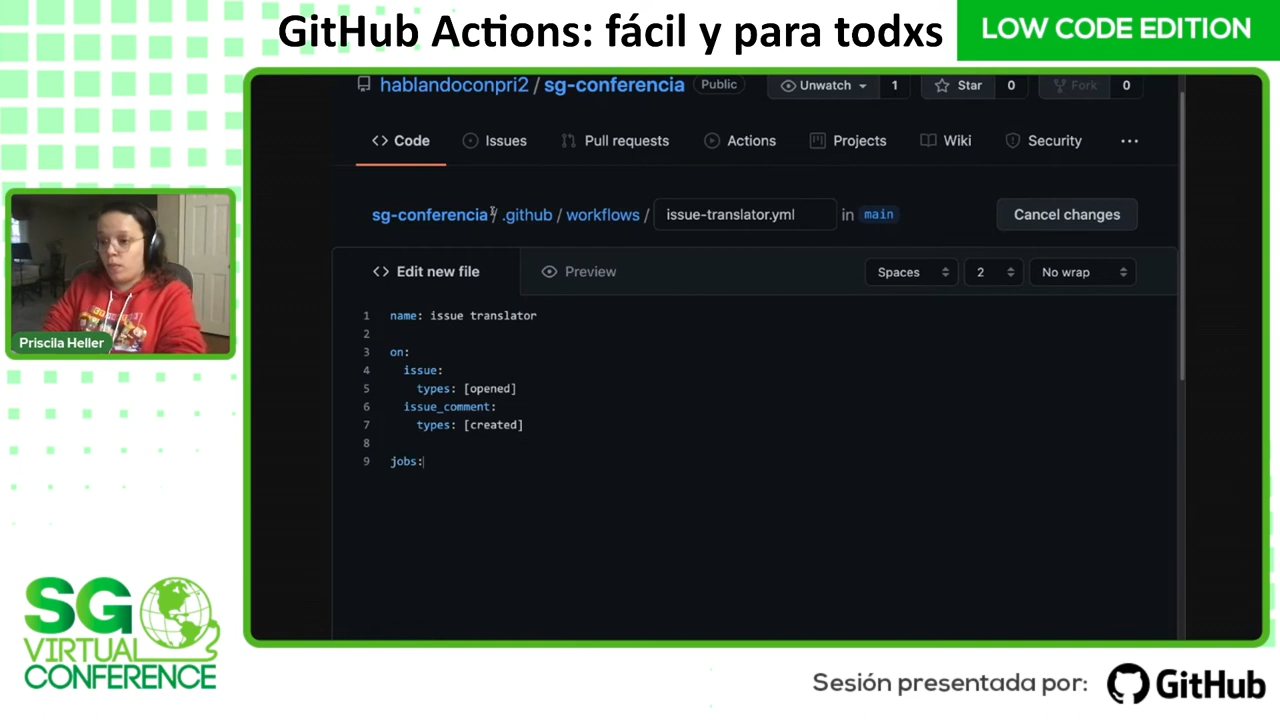 GitHub Actions: fácil y para todxs
LOW CODE EDITION
hablandoconpri2 / sg-conferencia Public Unwatch 1 Star 0 Fork 0
Code Issues Pull requests Actions Projects Wiki Security ...
sg-conferencia / .github / workflows / issue-translator.yml in main Cancel changes
Edit new file Preview Spaces 2 No wrap
1 name: issue translator
2
3 on:
4 issue:
5 types: [opened]
6 issue_comment:
7 types: [created]
8
9 jobs:
Priscila Heller
SG
VIRTUAL
CONFERENCE
Sesión presentada por: GitHub